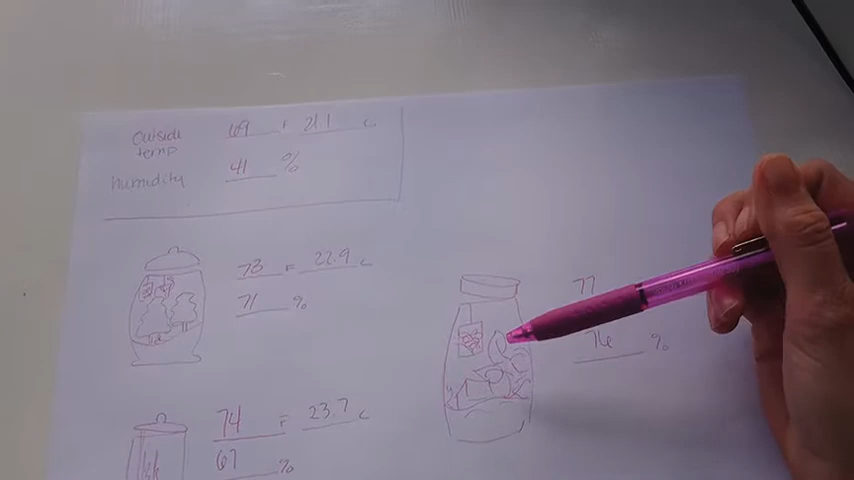 Outside 69 F 21.1 C
temp
humidity 41 %
73 F 22.9 C
71 %
77
76 %
74 F 23.7 C
67 %